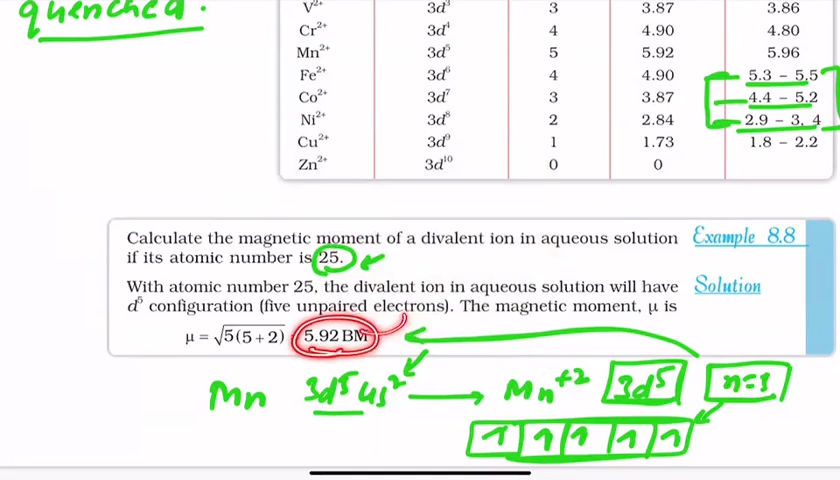 quenched.
V²⁺ 3d³ 3 3.87 3.86
Cr²⁺ 3d⁴ 4 4.90 4.80
Mn²⁺ 3d⁵ 5 5.92 5.96
Fe²⁺ 3d⁶ 4 4.90 5.3 – 5.5
Co²⁺ 3d⁷ 3 3.87 4.4 – 5.2
Ni²⁺ 3d⁸ 2 2.84 2.9 – 3, 4
Cu²⁺ 3d⁹ 1 1.73 1.8 – 2.2
Zn²⁺ 3d¹⁰ 0 0
Calculate the magnetic moment of a divalent ion in aqueous solution
if its atomic number is 25.
Example 8.8
With atomic number 25, the divalent ion in aqueous solution will have
d⁵ configuration (five unpaired electrons). The magnetic moment, μ is
Solution
μ = √5(5 + 2) 5.92 BM
Mn 3d⁵ 4s² → Mn⁺² 3d⁵
1 1 1 1 1